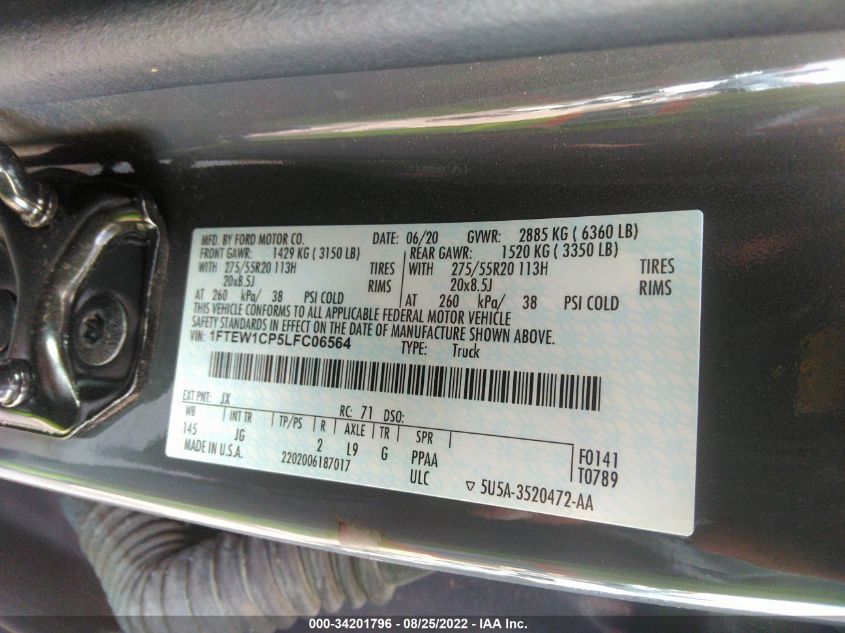 MFD. BY FORD MOTOR CO.
DATE: 06/20 GVWR: 2885 KG ( 6360 LB)
FRONT GAWR: 1429 KG ( 3150 LB)
REAR GAWR: 1520 KG ( 3350 LB)
WITH 275/55R20 113H TIRES
WITH 275/55R20 113H TIRES
20x8.5J RIMS
20x8.5J RIMS
AT 260 kPa/ 38 PSI COLD
AT 260 kPa/ 38 PSI COLD
THIS VEHICLE CONFORMS TO ALL APPLICABLE FEDERAL MOTOR VEHICLE
SAFETY STANDARDS IN EFFECT ON THE DATE OF MANUFACTURE SHOWN ABOVE.
VIN: 1FTEW1CP5LFC06564 TYPE: Truck
EXT PNT: JX RC: 71 DSO:
WB INT TR TP/PS R AXLE TR SPR
145 JG 2 L9 G PPAA F0141
MADE IN U.S.A. 2202006187017 ULC T0789
▽ 5U5A-3520472-AA
000-34201796 - 08/25/2022 - IAA Inc.